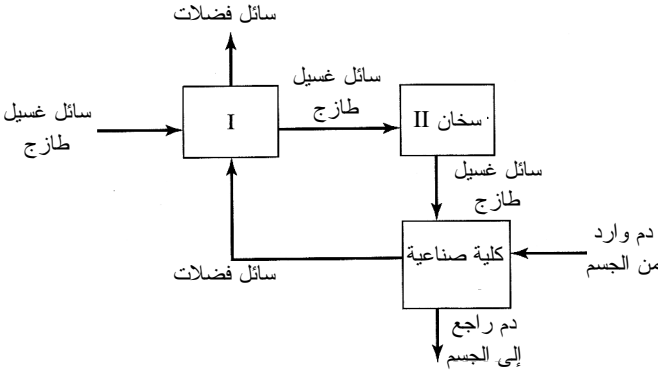 سائل فضلات
سائل غسيل
طازج
سائل غسيل
طازج
I
سخان II
سائل غسيل
طازج
دم وارد
من الجسم
كلية صناعية
سائل فضلات
دم راجع
إلى الجسم